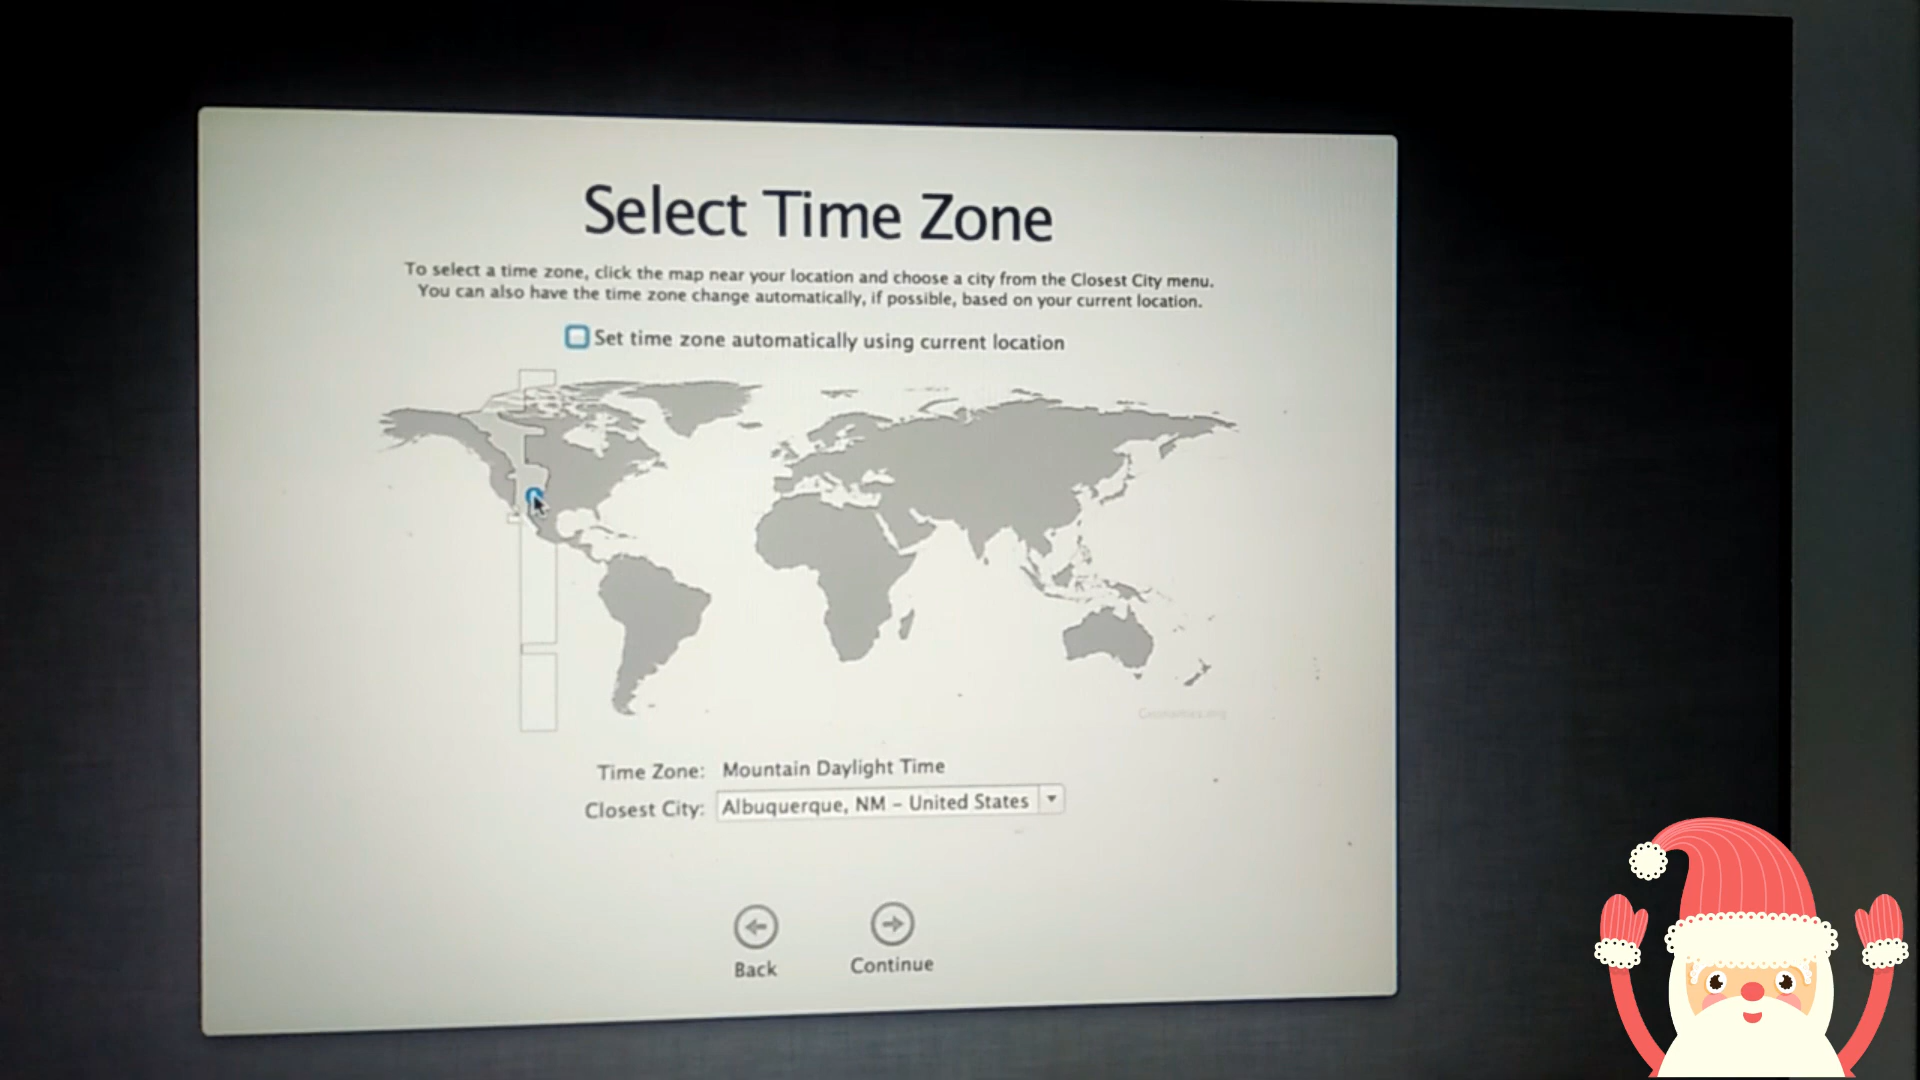 Select Time Zone
To select a time zone, click the map near your location and choose a city from the Closest City menu.
You can also have the time zone change automatically, if possible, based on your current location.
Set time zone automatically using current location
Time Zone: Mountain Daylight Time
Closest City: Albuquerque, NM – United States
Back Continue